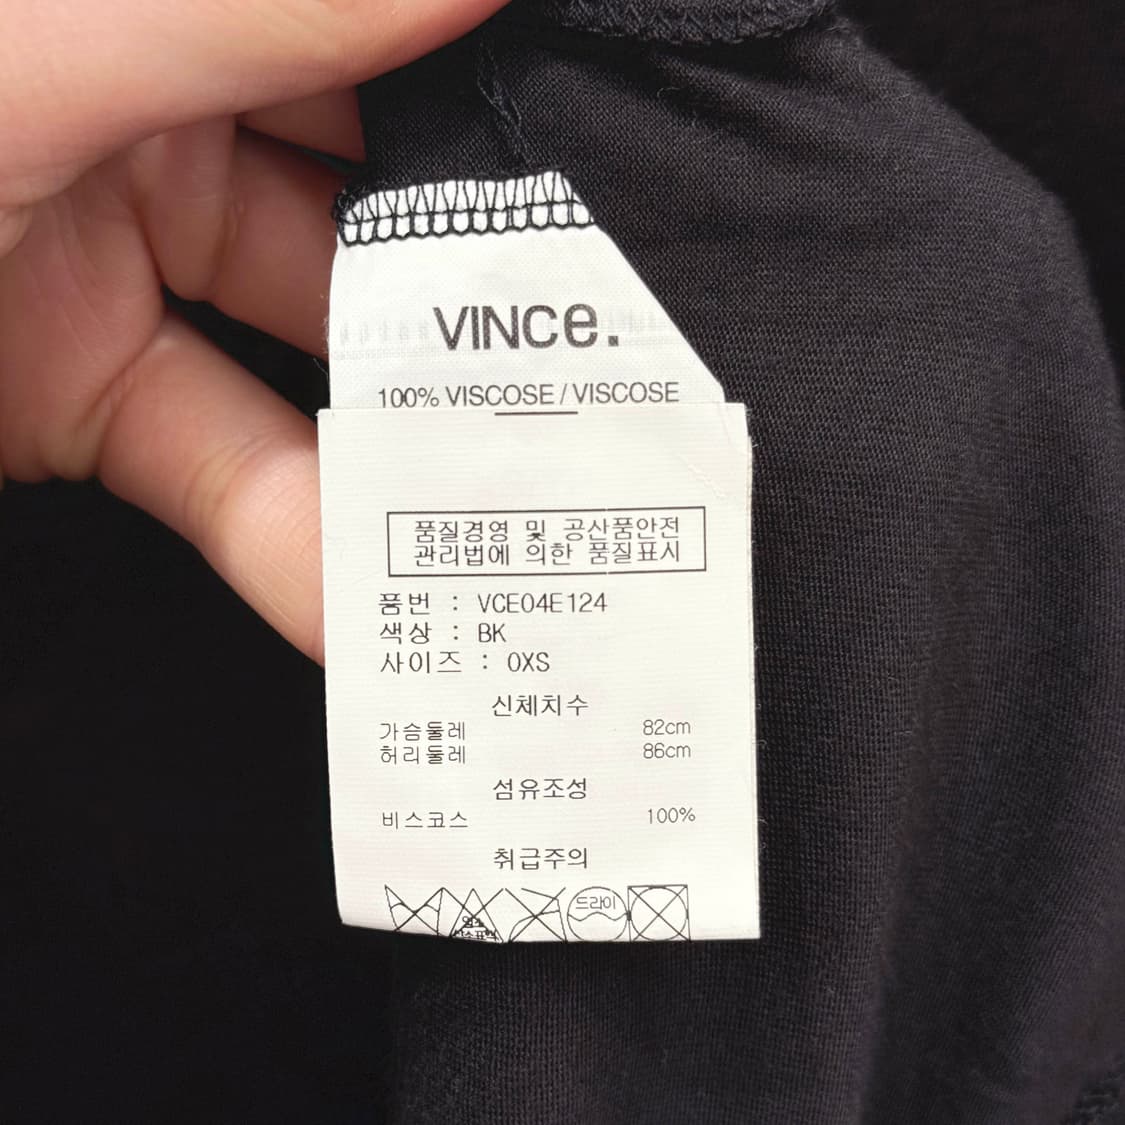 VINCe.
100% VISCOSE / VISCOSE
품질경영 및 공산품안전
관리법에 의한 품질표시
품번 : VCE04E124
색상 : BK
사이즈 : 0XS
신체치수
가슴둘레 82cm
허리둘레 86cm
섬유조성
비스코스 100%
취급주의
드라이